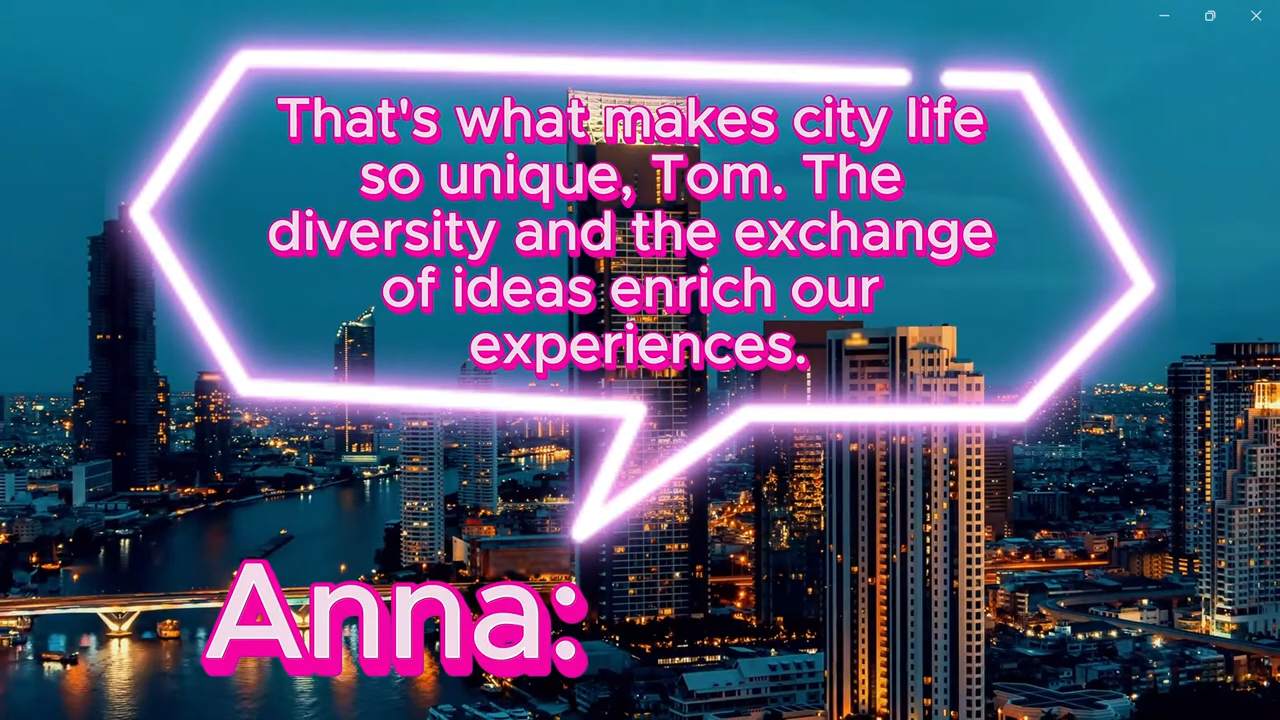 That's what makes city life
so unique, Tom. The
diversity and the exchange
of ideas enrich our
experiences.
Anna: